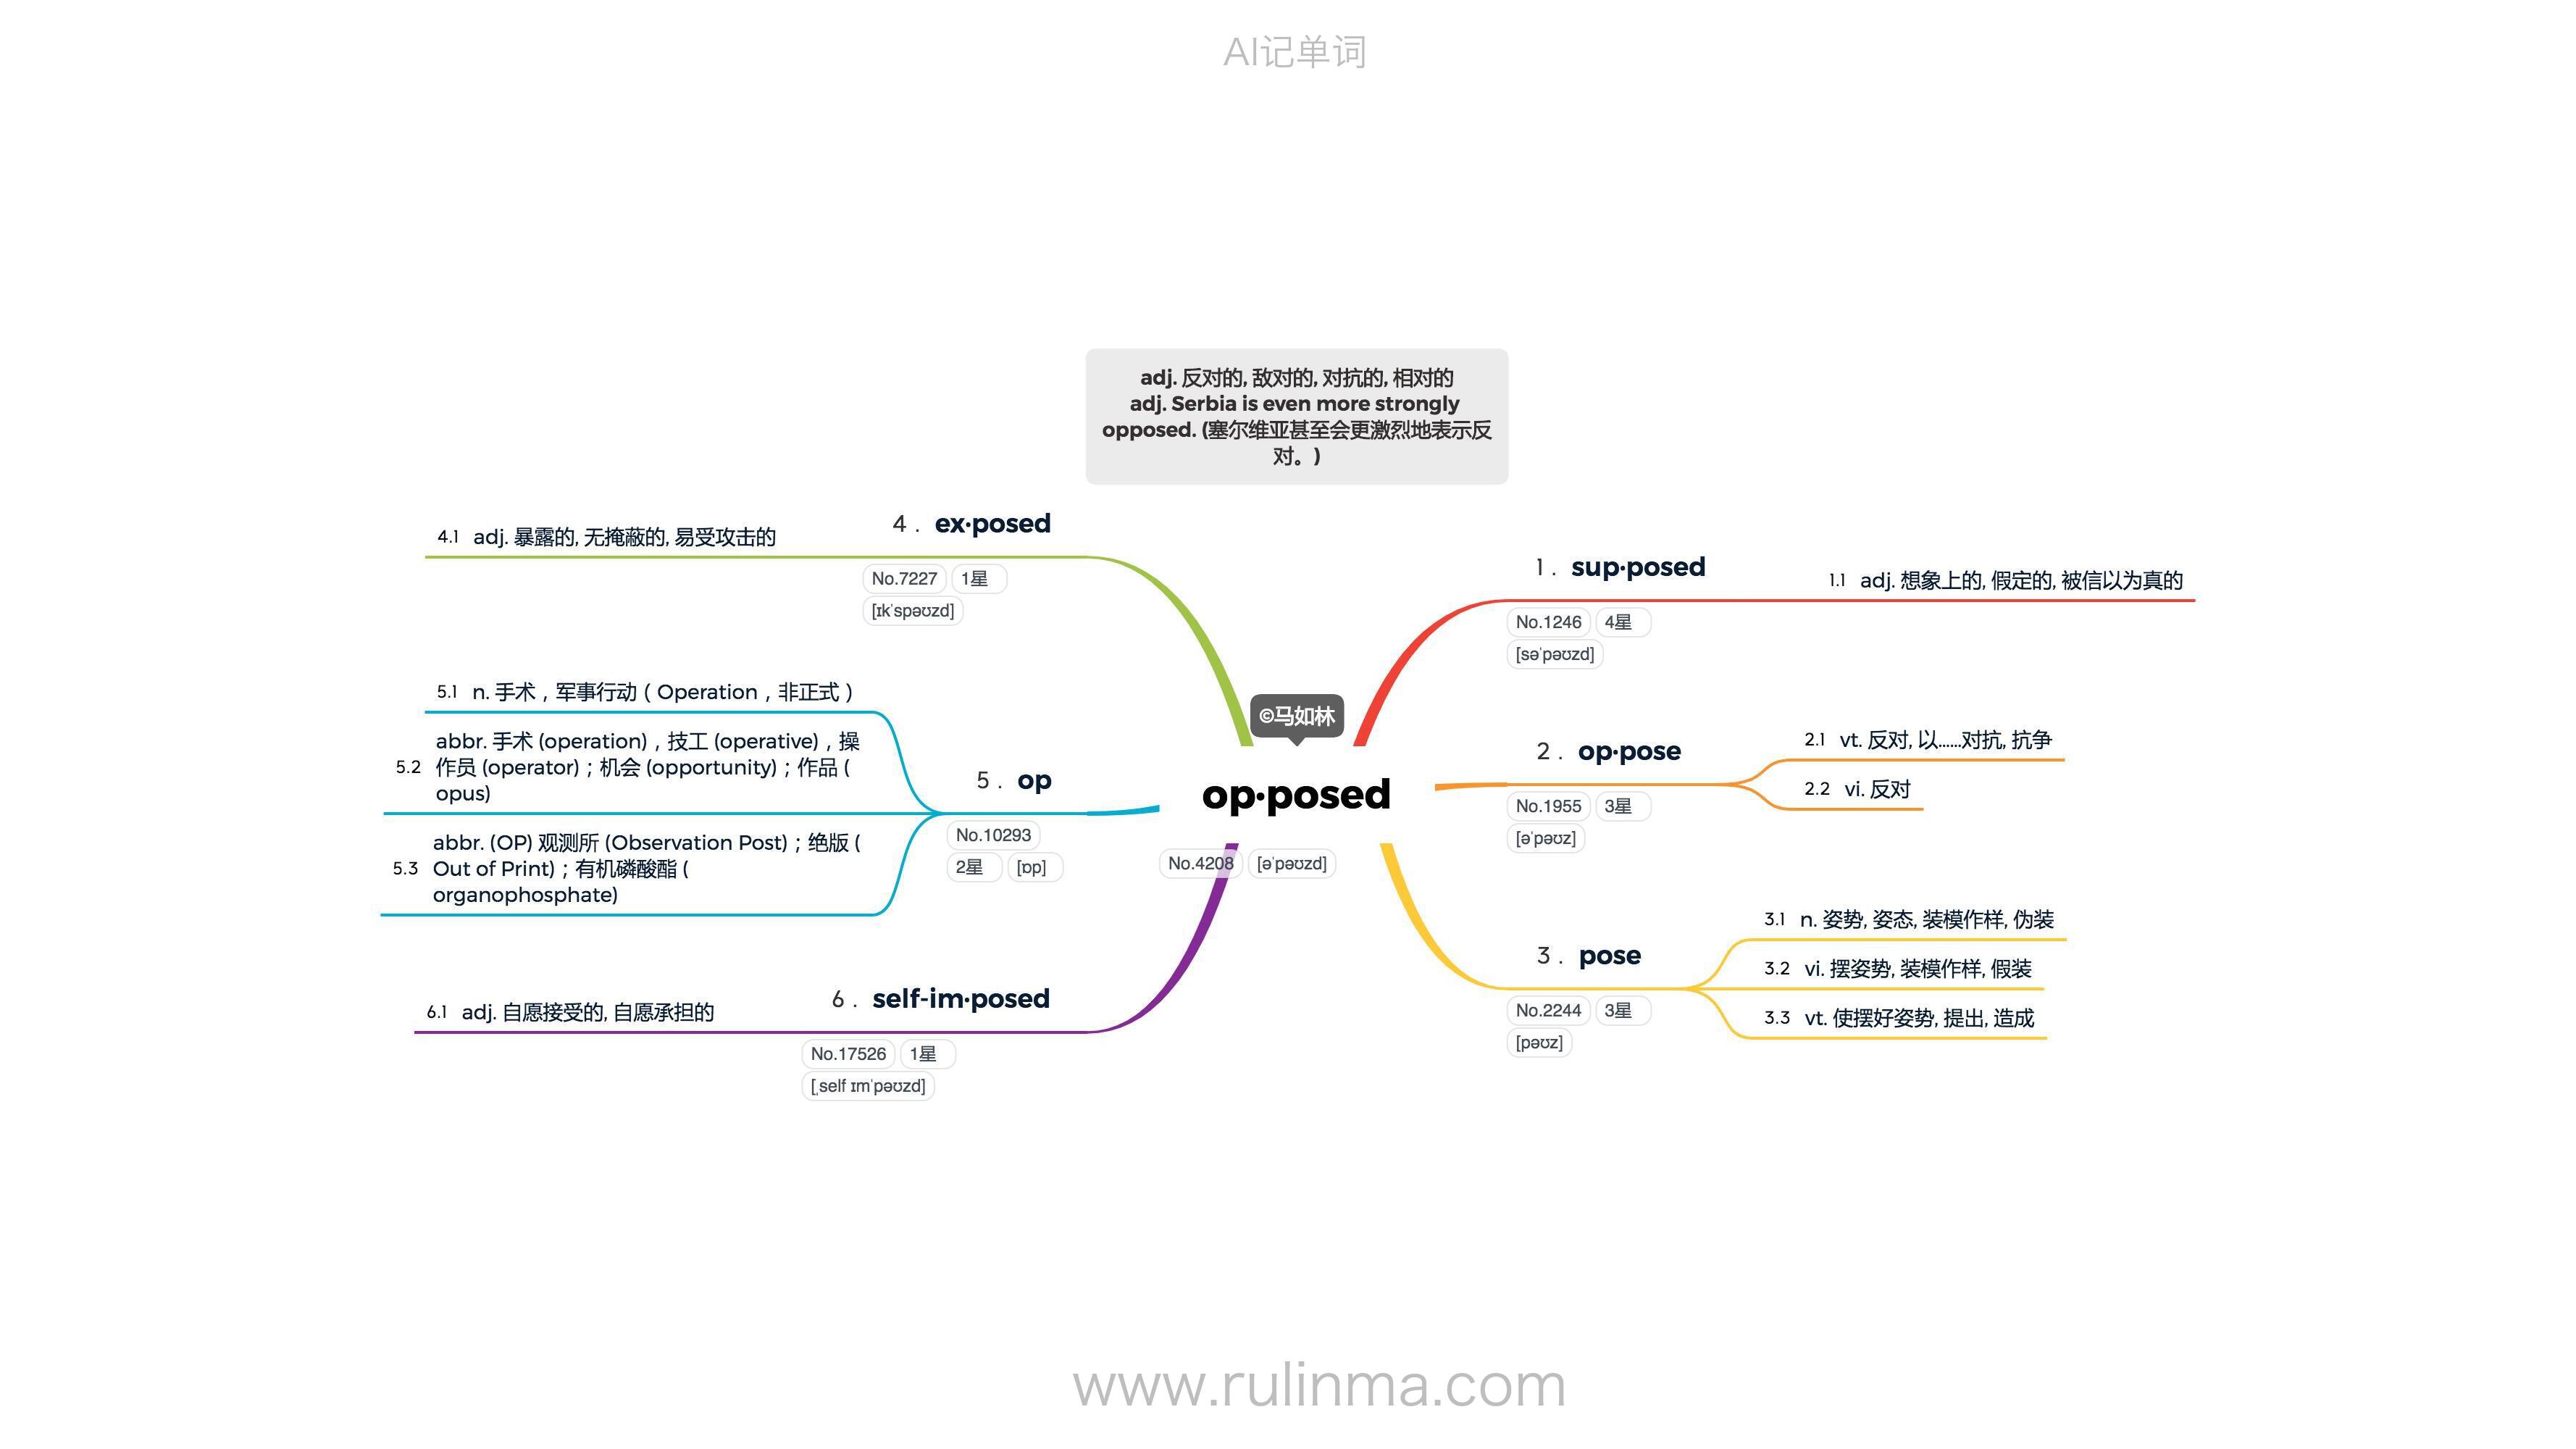 AI记单词
adj. 反对的, 敌对的, 对抗的, 相对的
adj. Serbia is even more strongly
opposed. (塞尔维亚甚至会更激烈地表示反
对。)
©马如林
op·posed
No.4208 [əˈpəʊzd]
1 . sup·posed
No.1246 4星
[səˈpəʊzd]
1.1 adj. 想象上的, 假定的, 被信以为真的
2 . op·pose
No.1955 3星
[əˈpəʊz]
2.1 vt. 反对, 以……对抗, 抗争
2.2 vi. 反对
3 . pose
No.2244 3星
[pəʊz]
3.1 n. 姿势, 姿态, 装模作样, 伪装
3.2 vi. 摆姿势, 装模作样, 假装
3.3 vt. 使摆好姿势, 提出, 造成
4 . ex·posed
No.7227 1星
[ɪkˈspəʊzd]
4.1 adj. 暴露的, 无掩蔽的, 易受攻击的
5 . op
No.10293
2星 [ɒp]
5.1 n. 手术，军事行动（Operation，非正式）
5.2 abbr. 手术 (operation)，技工 (operative)，操
作员 (operator)；机会 (opportunity)；作品 (
opus)
5.3 abbr. (OP) 观测所 (Observation Post)；绝版 (
Out of Print)；有机磷酸酯 (
organophosphate)
6 . self-im·posed
No.17526 1星
[ˌself ɪmˈpəʊzd]
6.1 adj. 自愿接受的, 自愿承担的
www.rulinma.com